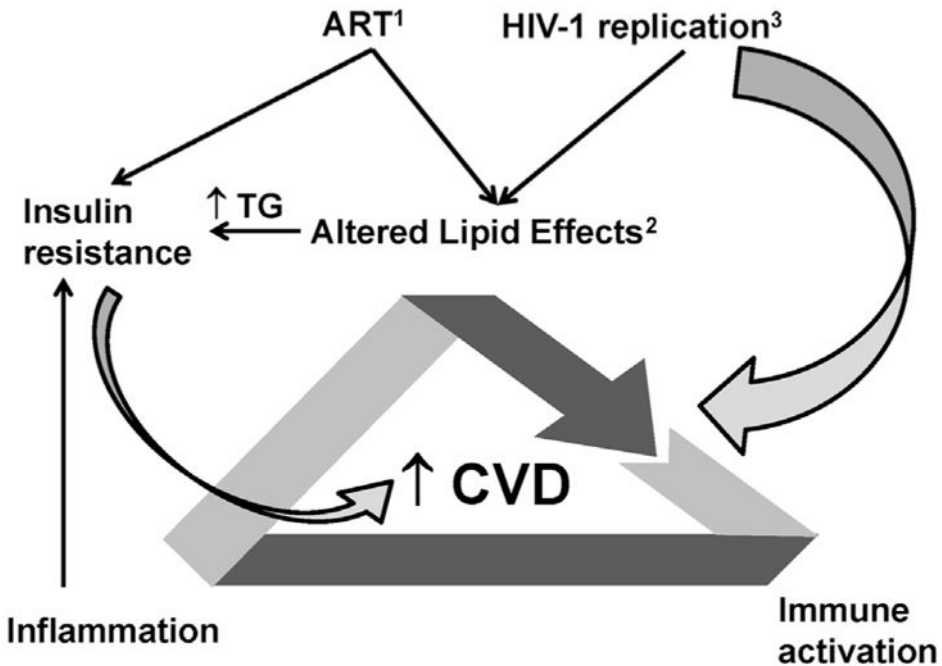 ART¹
HIV-1 replication³
Insulin
resistance
↑ TG
Altered Lipid Effects²
↑ CVD
Inflammation
Immune
activation